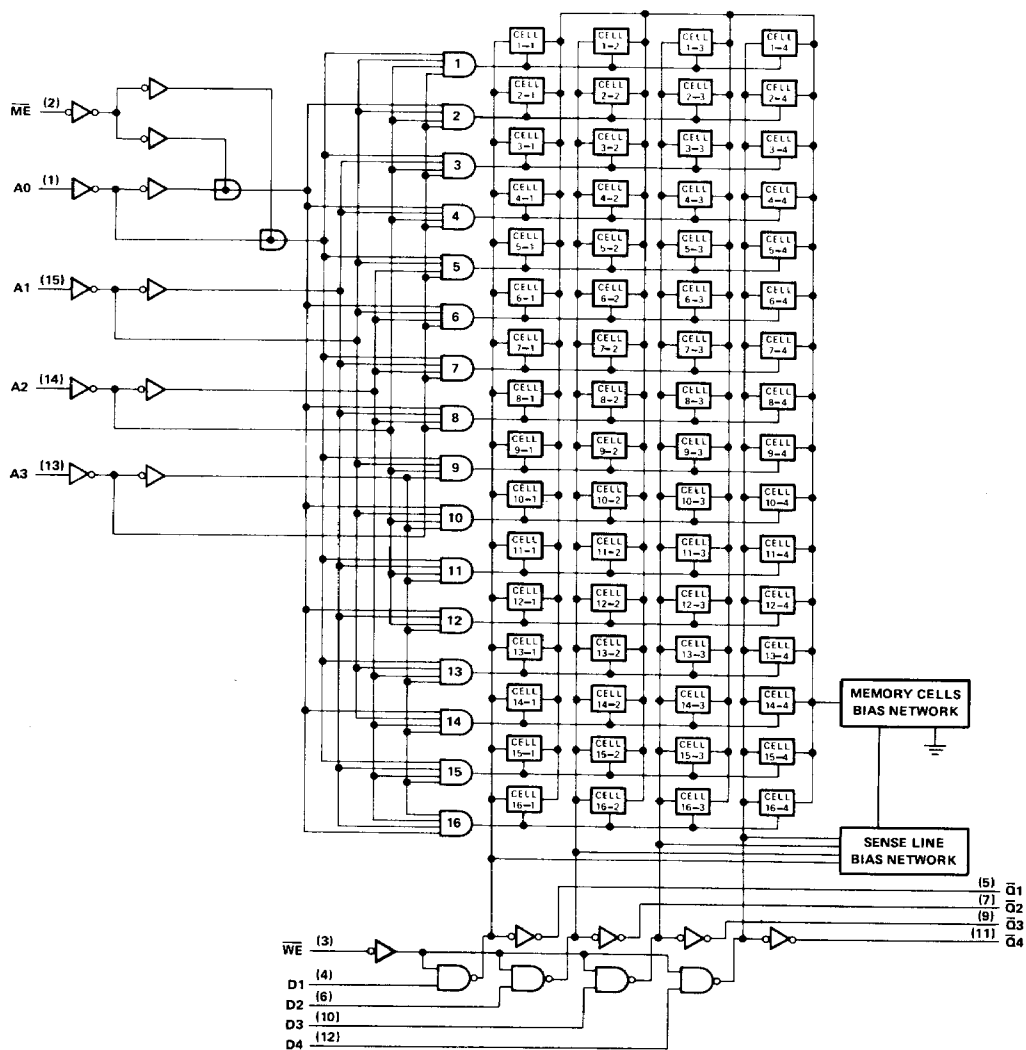 CELL 1-1 CELL 1-2 CELL 1-3 CELL 1-4
1
CELL 2-1 CELL 2-2 CELL 2-3 CELL 2-4
M̅E̅ (2)
2
CELL 3-1 CELL 3-2 CELL 3-3 CELL 3-4
3
A0 (1)
CELL 4-1 CELL 4-2 CELL 4-3 CELL 4-4
4
CELL 5-1 CELL 5-2 CELL 5-3 CELL 5-4
5
A1 (15)
CELL 6-1 CELL 6-2 CELL 6-3 CELL 6-4
6
CELL 7-1 CELL 7-2 CELL 7-3 CELL 7-4
7
A2 (14)
CELL 8-1 CELL 8-2 CELL 8-3 CELL 8-4
8
CELL 9-1 CELL 9-2 CELL 9-3 CELL 9-4
9
A3 (13)
CELL 10-1 CELL 10-2 CELL 10-3 CELL 10-4
10
CELL 11-1 CELL 11-2 CELL 11-3 CELL 11-4
11
CELL 12-1 CELL 12-2 CELL 12-3 CELL 12-4
12
CELL 13-1 CELL 13-2 CELL 13-3 CELL 13-4
13
CELL 14-1 CELL 14-2 CELL 14-3 CELL 14-4
14
MEMORY CELLS
BIAS NETWORK
CELL 15-1 CELL 15-2 CELL 15-3 CELL 15-4
15
CELL 16-1 CELL 16-2 CELL 16-3 CELL 16-4
16
SENSE LINE
BIAS NETWORK
(5) Q̅1
(7) Q̅2
(9) Q̅3
(11) Q̅4
W̅E̅ (3)
D1 (4)
D2 (6)
D3 (10)
D4 (12)